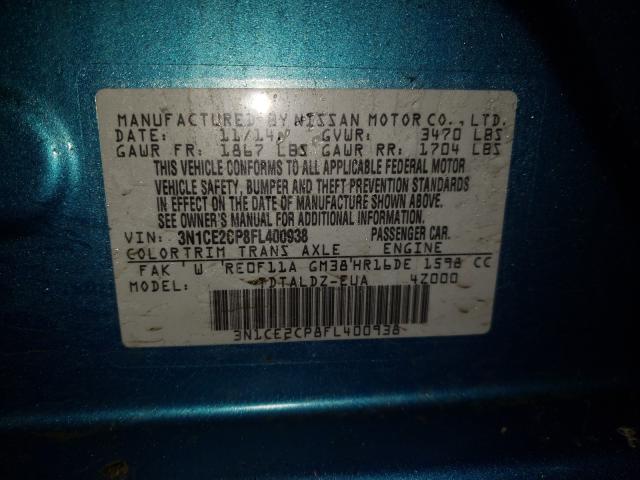 MANUFACTURED BY NISSAN MOTOR CO., LTD.
DATE: 11/14 GVWR: 3470 LBS
GAWR FR: 1867 LBS GAWR RR: 1704 LBS
THIS VEHICLE CONFORMS TO ALL APPLICABLE FEDERAL MOTOR
VEHICLE SAFETY, BUMPER AND THEFT PREVENTION STANDARDS
IN EFFECT ON THE DATE OF MANUFACTURE SHOWN ABOVE.
SEE OWNER'S MANUAL FOR ADDITIONAL INFORMATION.
VIN: 3N1CE2CP8FL400938 PASSENGER CAR.
COLOR TRIM TRANS AXLE ENGINE
FAK 'W 'RE0F11A GM38'HR16DE 1598 CC
MODEL: DTALDZ-EUA 4Z000
3N1CE2CP8FL400938